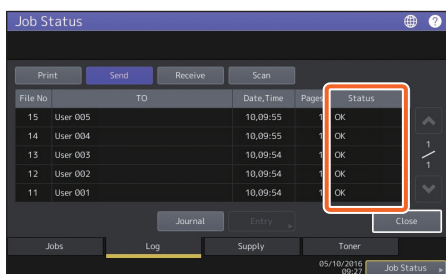 Job Status
?
Print Send Receive Scan
File No TO Date,Time Pages Status
15 User 005 10,09:55 1 OK
14 User 004 10,09:55 1 OK
13 User 003 10,09:54 1 OK
12 User 002 10,09:54 1 OK
11 User 001 10,09:54 1 OK
1
1
Journal Entry Close
Jobs Log Supply Toner
05/10/2016
09:27
Job Status